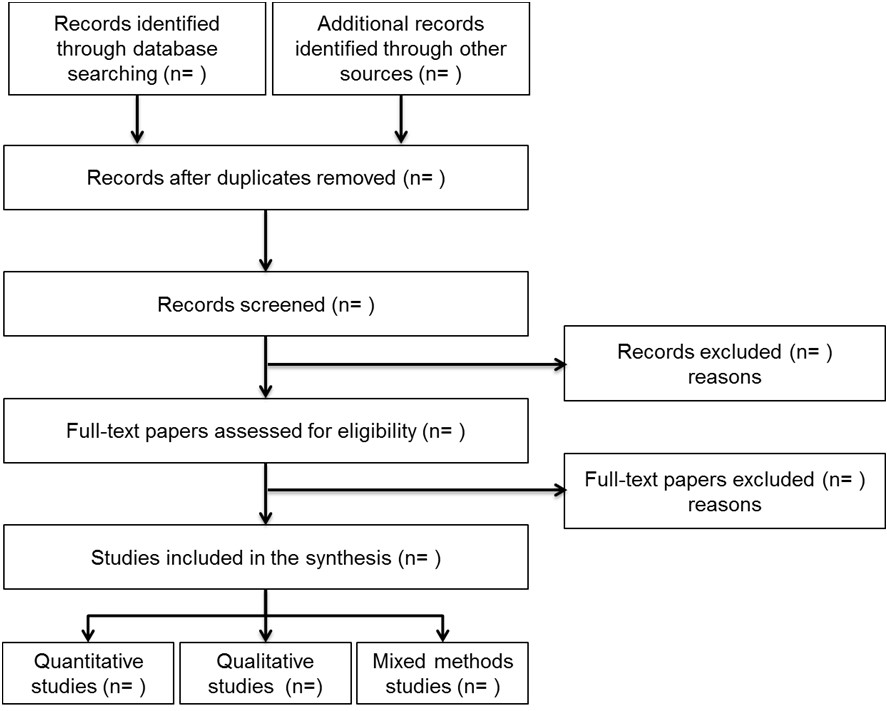 Records identified
through database
searching (n= )
Additional records
identified through other
sources (n= )
Records after duplicates removed (n= )
Records screened (n= )
Records excluded (n= )
reasons
Full-text papers assessed for eligibility (n= )
Full-text papers excluded (n= )
reasons
Studies included in the synthesis (n= )
Quantitative
studies (n= )
Qualitative
studies (n=)
Mixed methods
studies (n= )